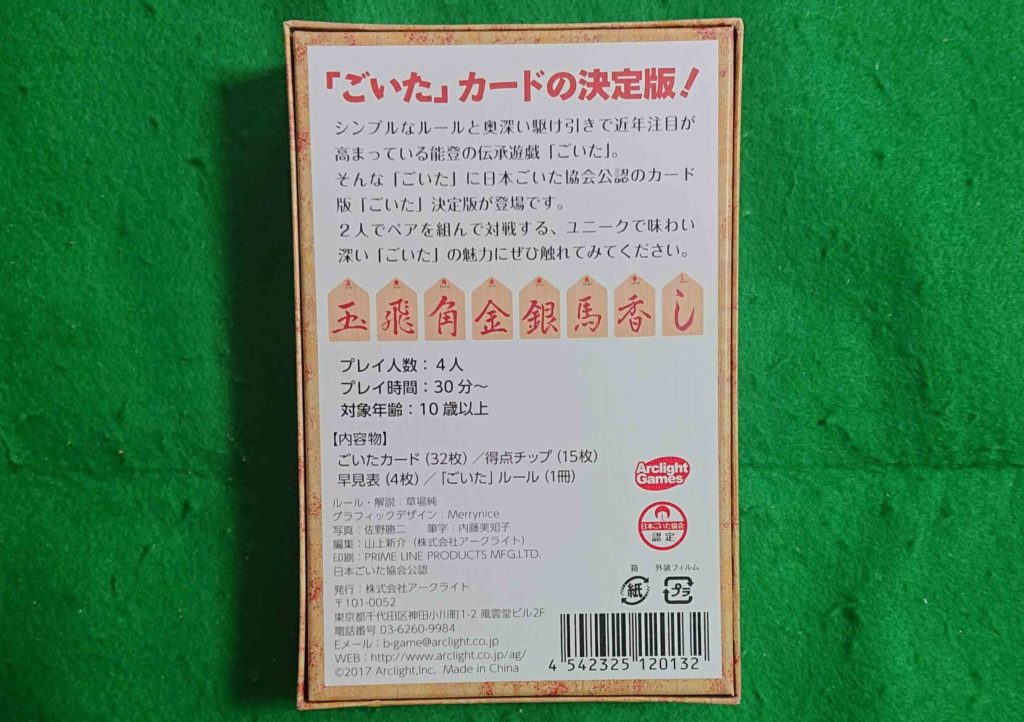 「ごいた」カードの決定版！
シンプルなルールと奥深い駆け引きで近年注目が
高まっている能登の伝承遊戯「ごいた」。
そんな「ごいた」に日本ごいた協会公認のカード
版「ごいた」決定版が登場です。
２人でペアを組んで対戦する、ユニークで味わい
深い「ごいた」の魅力にぜひ触れてみてください。
玉 飛 角 金 銀 馬 香 し
プレイ人数：４人
プレイ時間：30分～
対象年齢：10歳以上
【内容物】
ごいたカード（32枚）／得点チップ（15枚）
早見表（4枚）／「ごいた」ルール（1冊）
ルール・解説：草場純
グラフィックデザイン：Merrynice
写真：佐野勝二　筆字：内藤美知子
編集：山上新介（株式会社アークライト）
印刷：PRIME LINE PRODUCTS MFG.LTD.
日本ごいた協会公認
発行：株式会社アークライト
〒101-0052
東京都千代田区神田小川町1-2 風雲堂ビル2F
電話番号 03-6260-9984
Eメール：b-game@arclight.co.jp
WEB：http://www.arclight.co.jp/ag/
©2017 Arclight,Inc. Made in China
Arclight
Games
日本ごいた協会
認定
箱 外装フィルム
紙 プラ
4 542325 120132